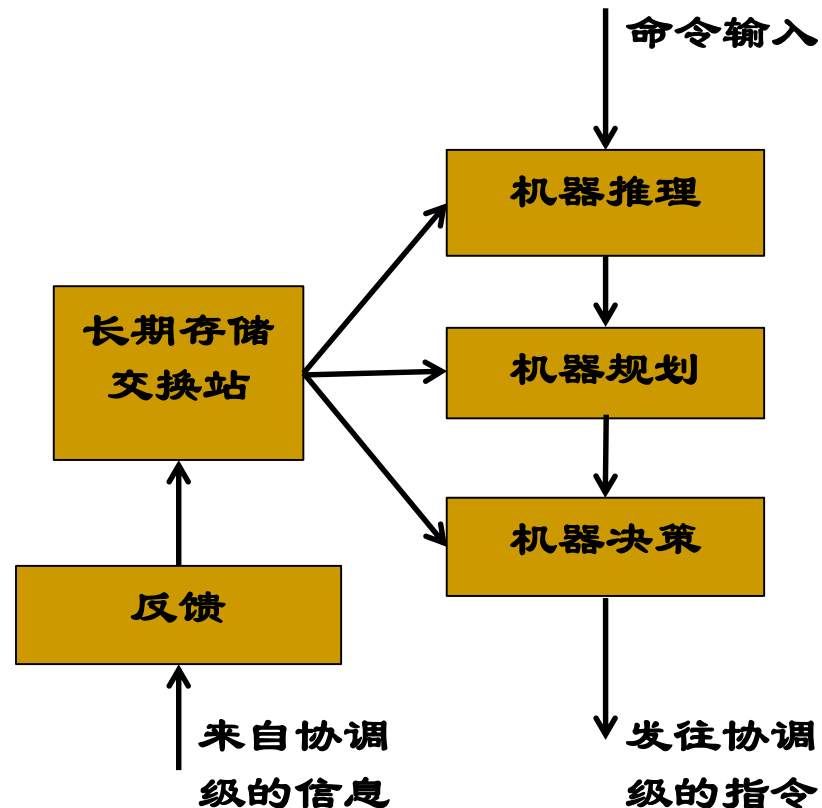 命令输入
机器推理
长期存储
交换站
机器规划
机器决策
反馈
来自协调
级的信息
发往协调
级的指令